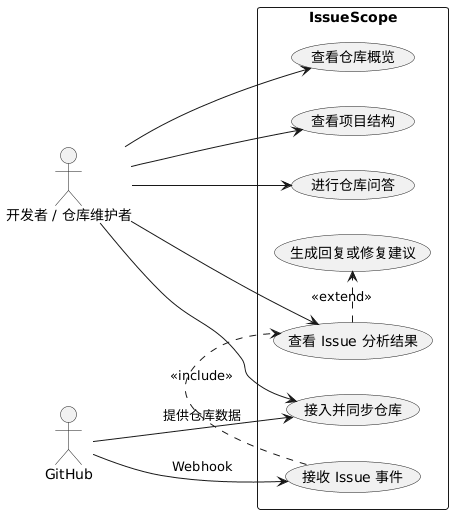 IssueScope
查看仓库概览
查看项目结构
进行仓库问答
开发者 / 仓库维护者
生成回复或修复建议
«extend»
查看 Issue 分析结果
«include»
接入并同步仓库
提供仓库数据
GitHub
Webhook
接收 Issue 事件